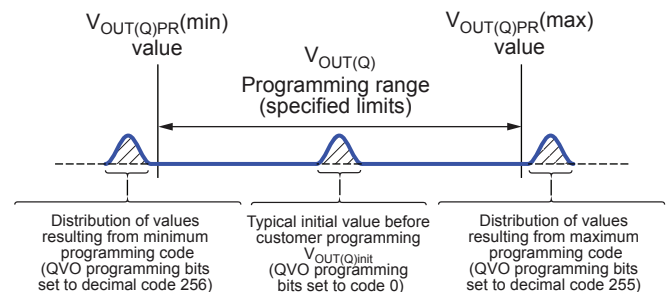 V_OUT(Q)PR(min)
value
V_OUT(Q)
Programming range
(specified limits)
V_OUT(Q)PR(max)
value
Distribution of values
resulting from minimum
programming code
(QVO programming bits
set to decimal code 256)
Typical initial value before
customer programming
V_OUT(Q)init
(QVO programming
bits set to code 0)
Distribution of values
resulting from maximum
programming code
(QVO programming bits
set to decimal code 255)